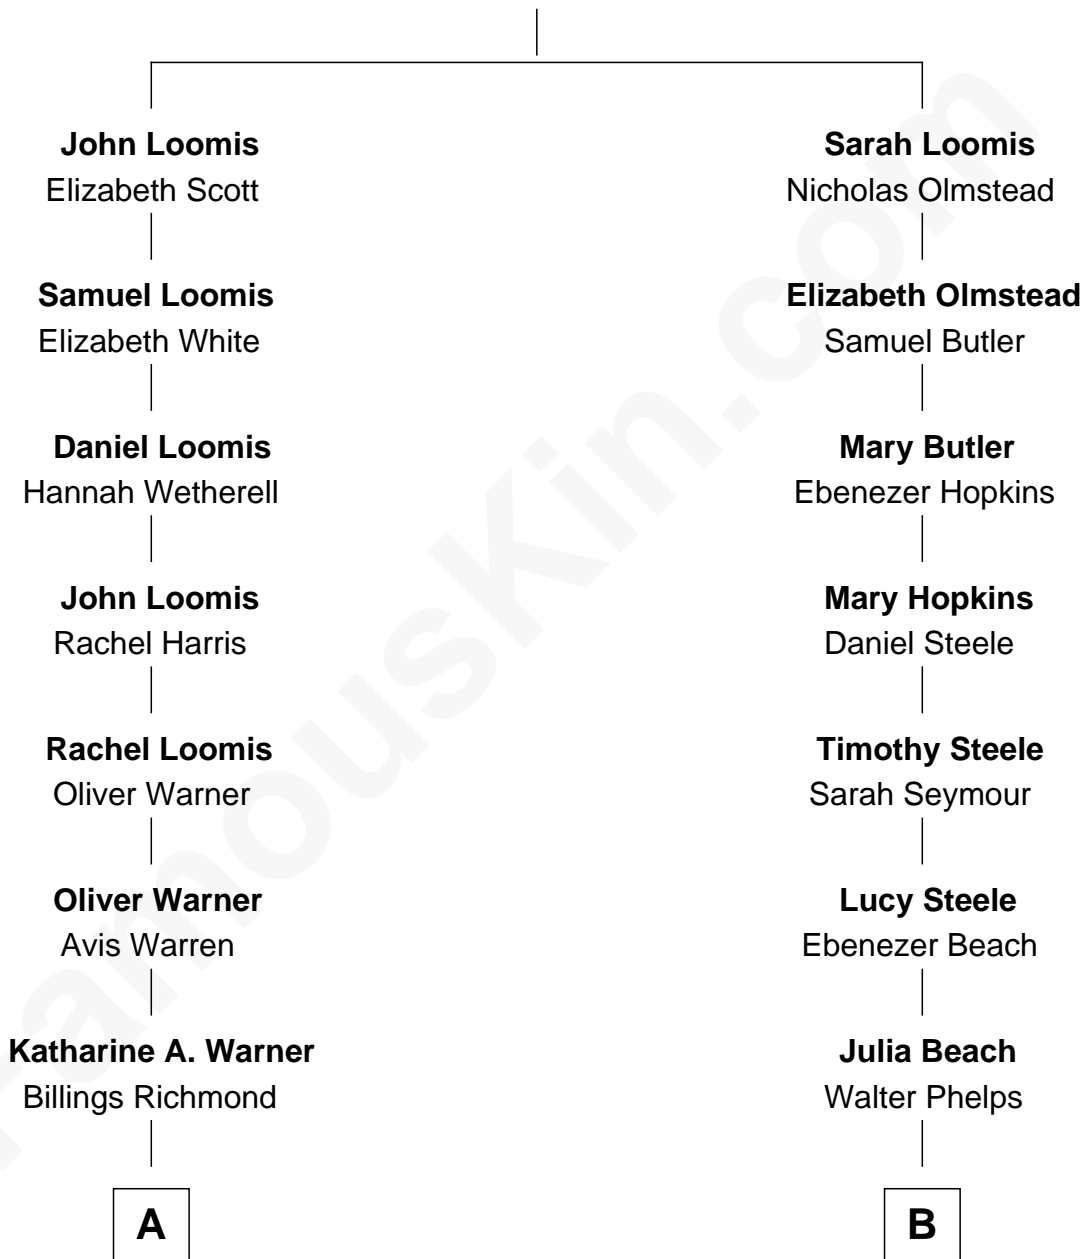 John Loomis
Elizabeth Scott
Samuel Loomis
Elizabeth White
Daniel Loomis
Hannah Wetherell
John Loomis
Rachel Harris
Rachel Loomis
Oliver Warner
Oliver Warner
Avis Warren
Katharine A. Warner
Billings Richmond
A
Sarah Loomis
Nicholas Olmstead
Elizabeth Olmstead
Samuel Butler
Mary Butler
Ebenezer Hopkins
Mary Hopkins
Daniel Steele
Timothy Steele
Sarah Seymour
Lucy Steele
Ebenezer Beach
Julia Beach
Walter Phelps
B
FamousKin.com